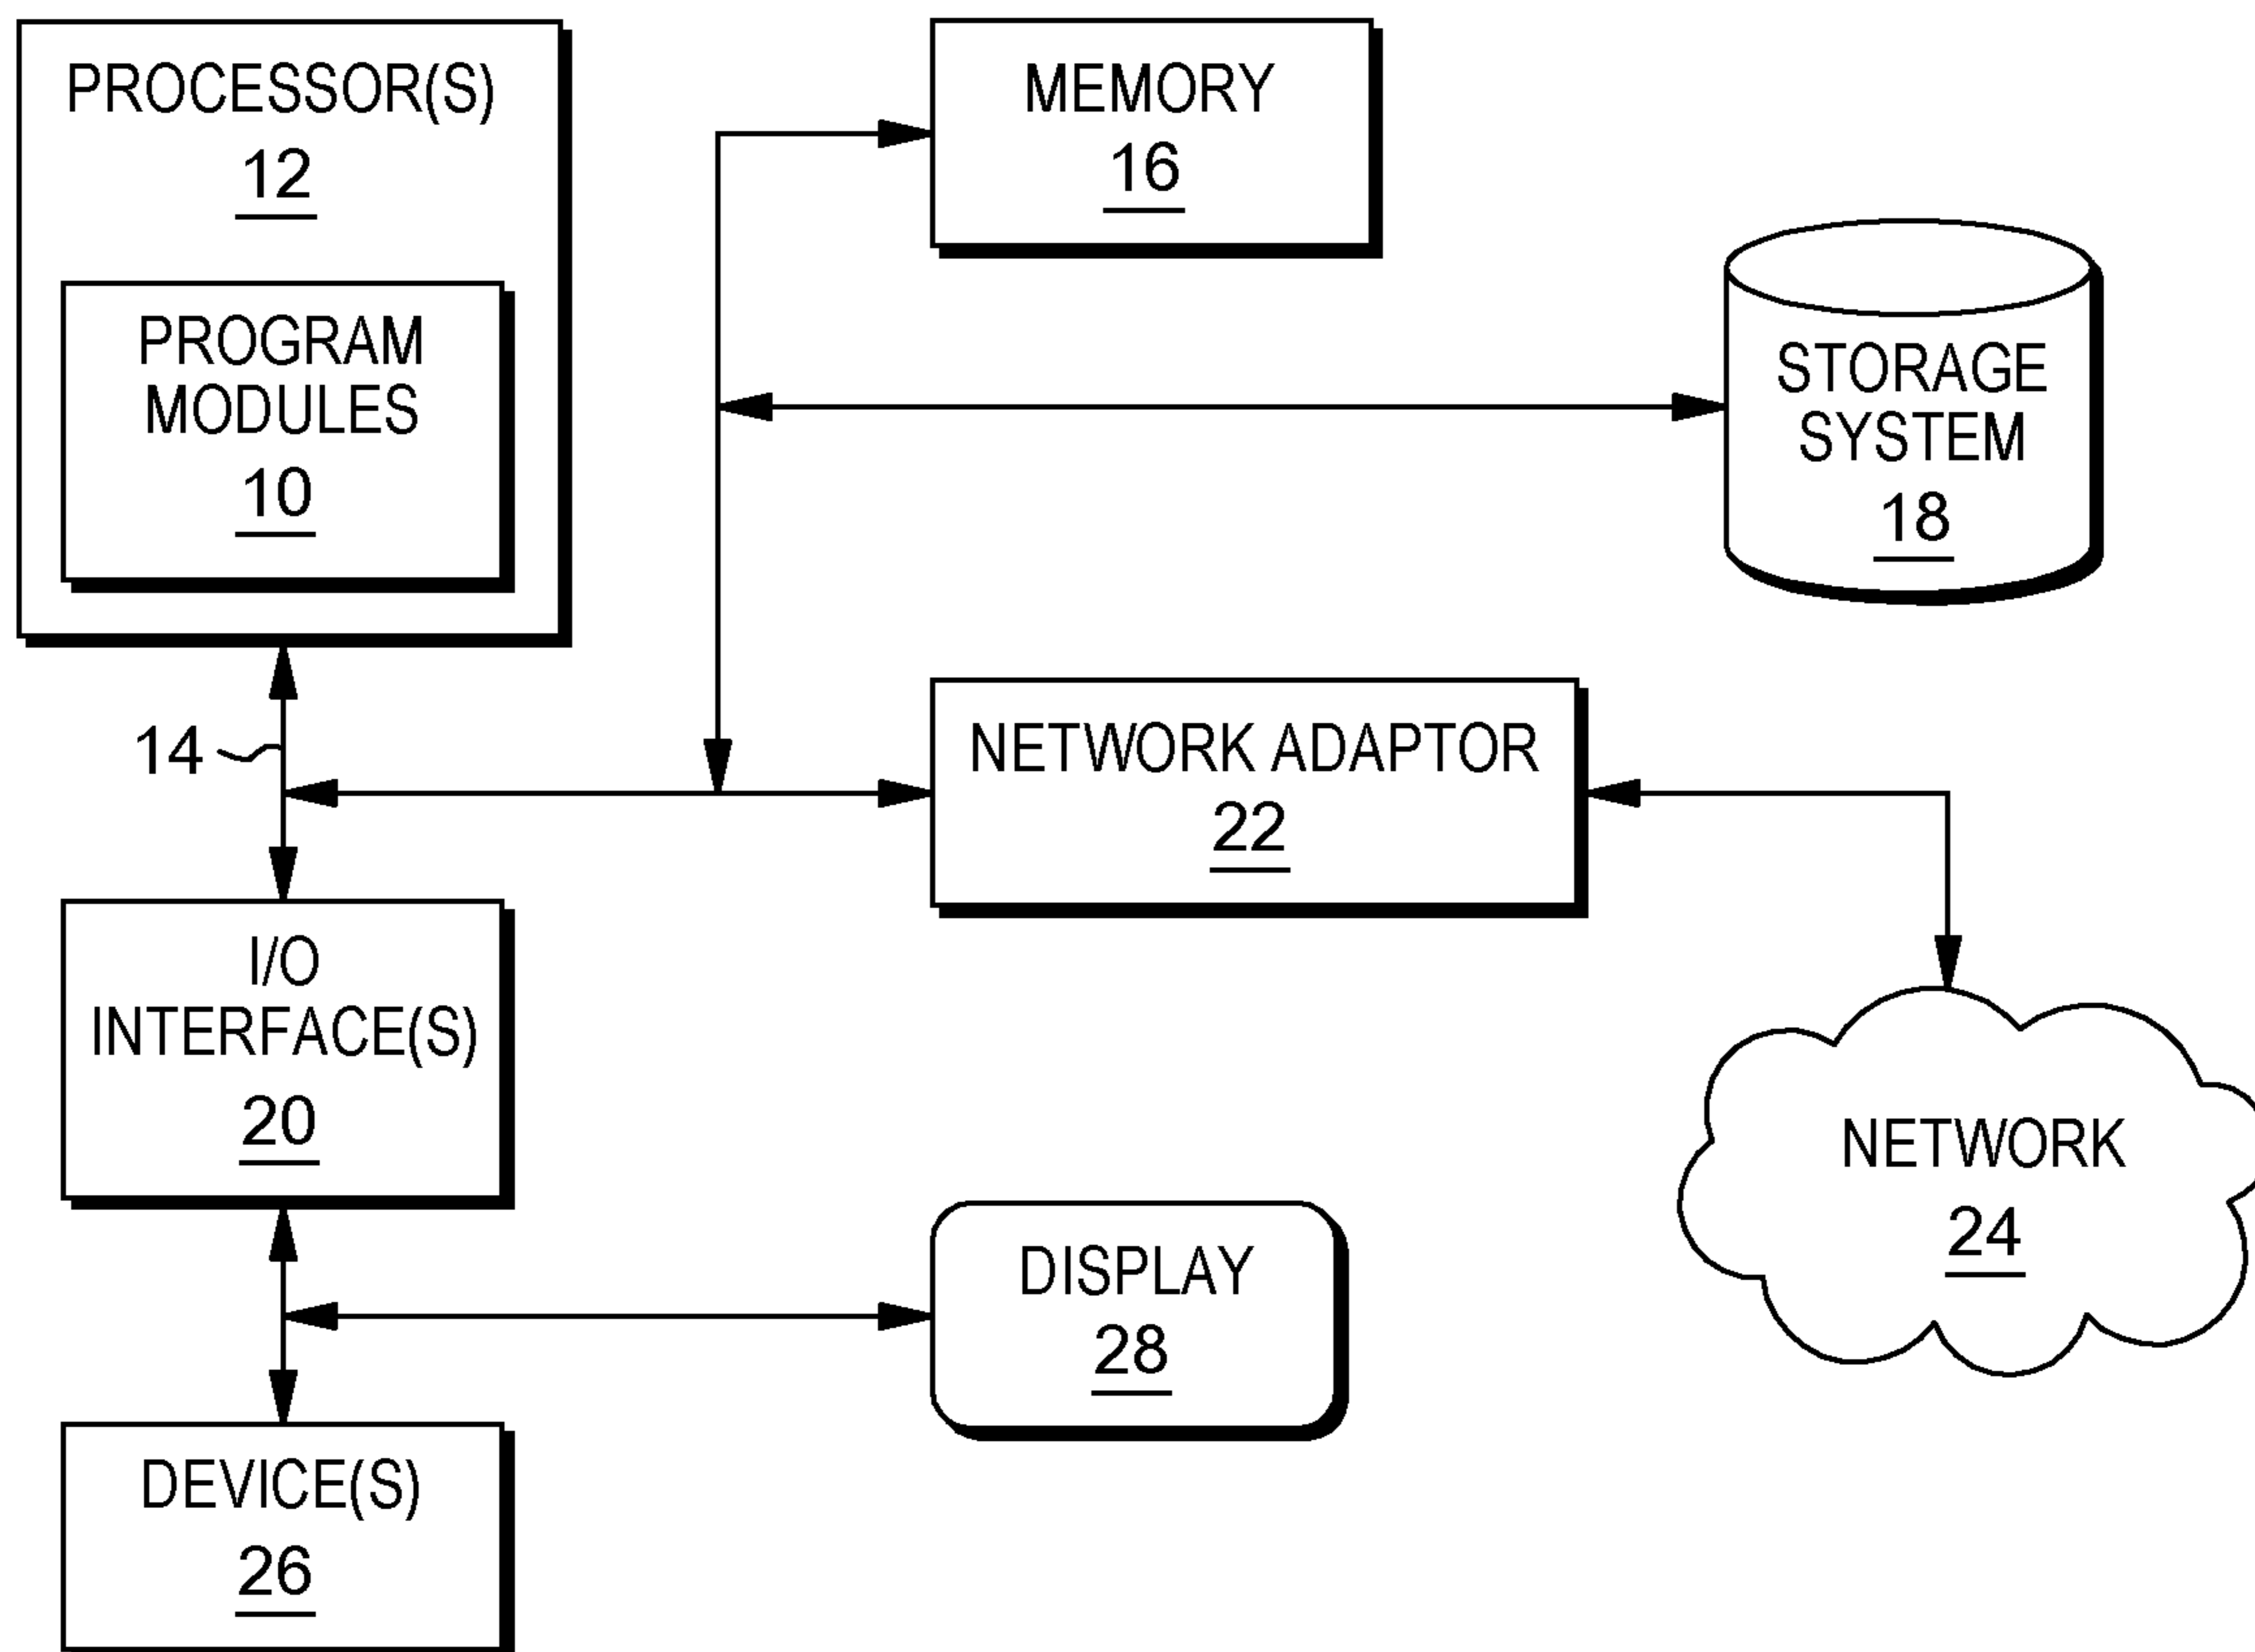 PROCESSOR(S)
12
PROGRAM
MODULES
10
MEMORY
16
STORAGE
SYSTEM
18
14
NETWORK ADAPTOR
22
I/O
INTERFACE(S)
20
NETWORK
24
DISPLAY
28
DEVICE(S)
26